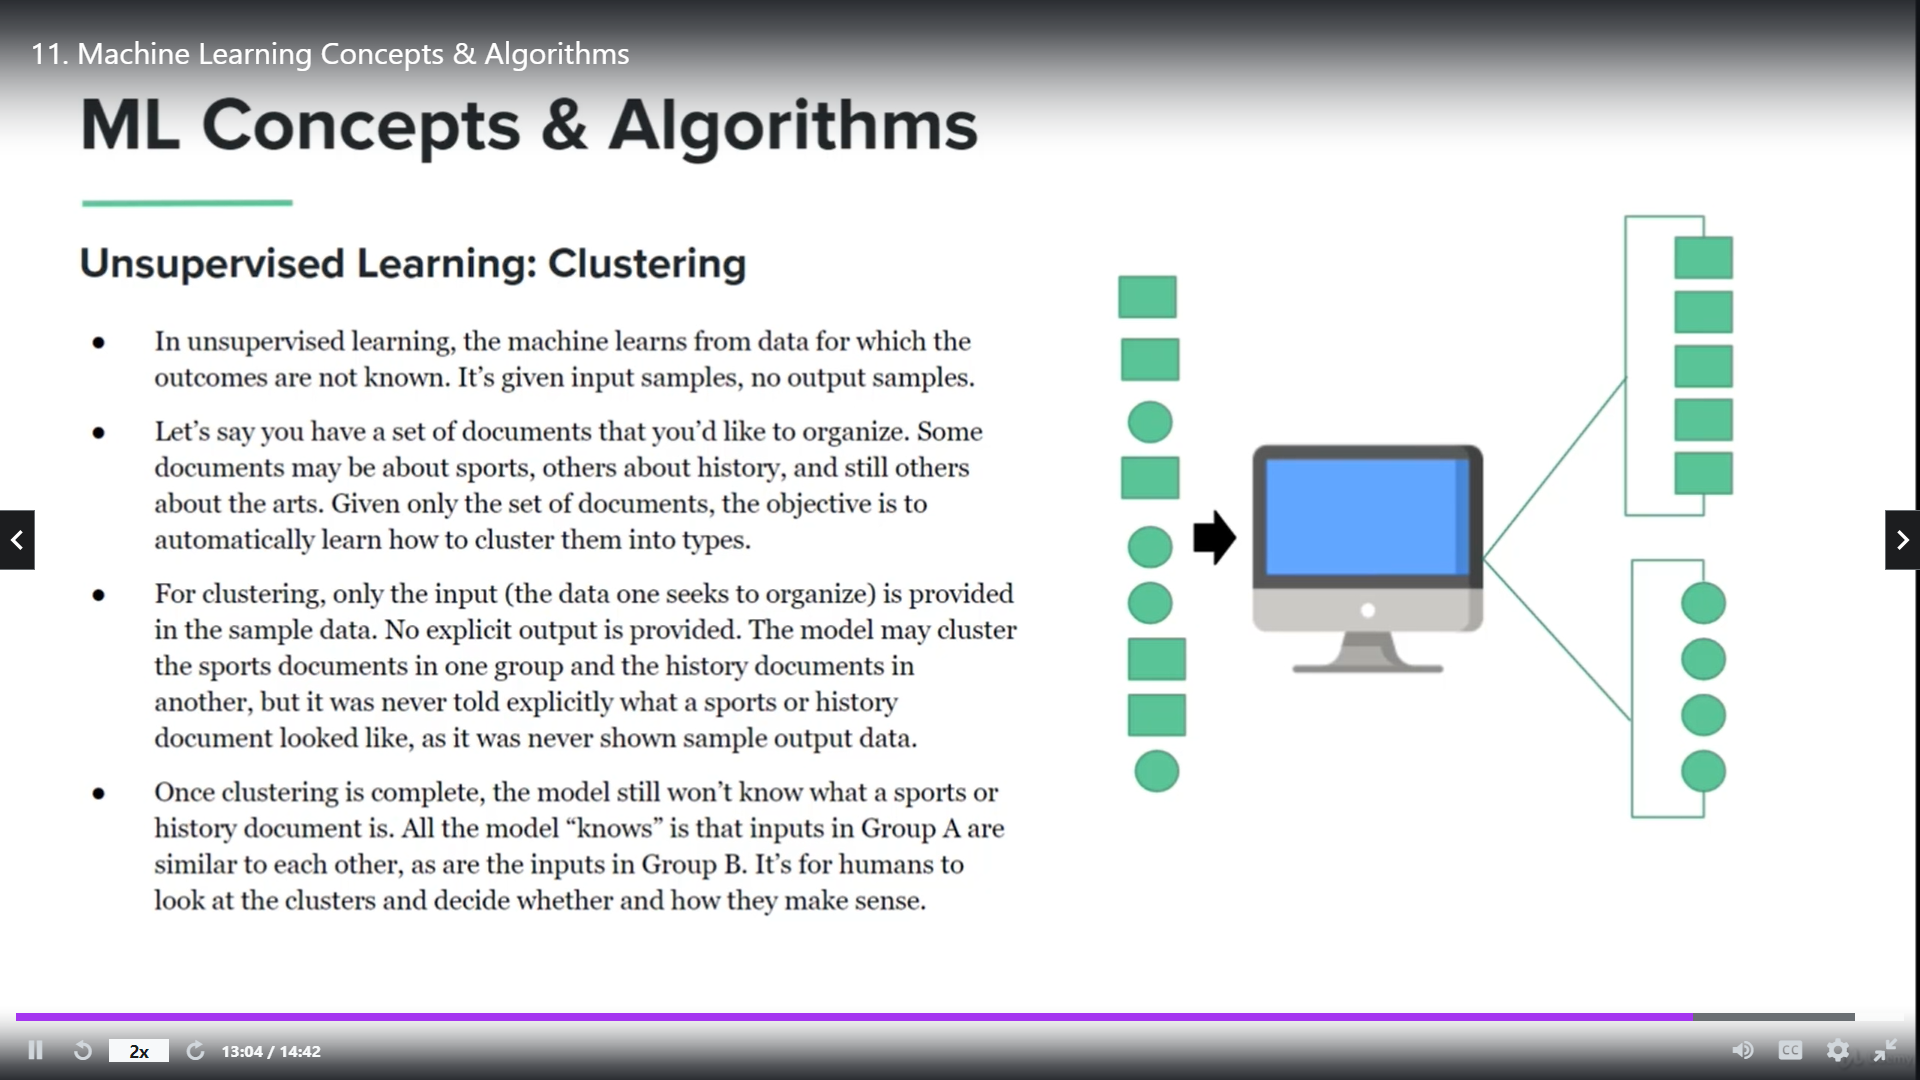 11. Machine Learning Concepts & Algorithms
ML Concepts & Algorithms
Unsupervised Learning: Clustering
● In unsupervised learning, the machine learns from data for which the
outcomes are not known. It’s given input samples, no output samples.
● Let’s say you have a set of documents that you’d like to organize. Some
documents may be about sports, others about history, and still others
about the arts. Given only the set of documents, the objective is to
automatically learn how to cluster them into types.
● For clustering, only the input (the data one seeks to organize) is provided
in the sample data. No explicit output is provided. The model may cluster
the sports documents in one group and the history documents in
another, but it was never told explicitly what a sports or history
document looked like, as it was never shown sample output data.
● Once clustering is complete, the model still won’t know what a sports or
history document is. All the model “knows” is that inputs in Group A are
similar to each other, as are the inputs in Group B. It’s for humans to
look at the clusters and decide whether and how they make sense.
2x
13:04 / 14:42
CC